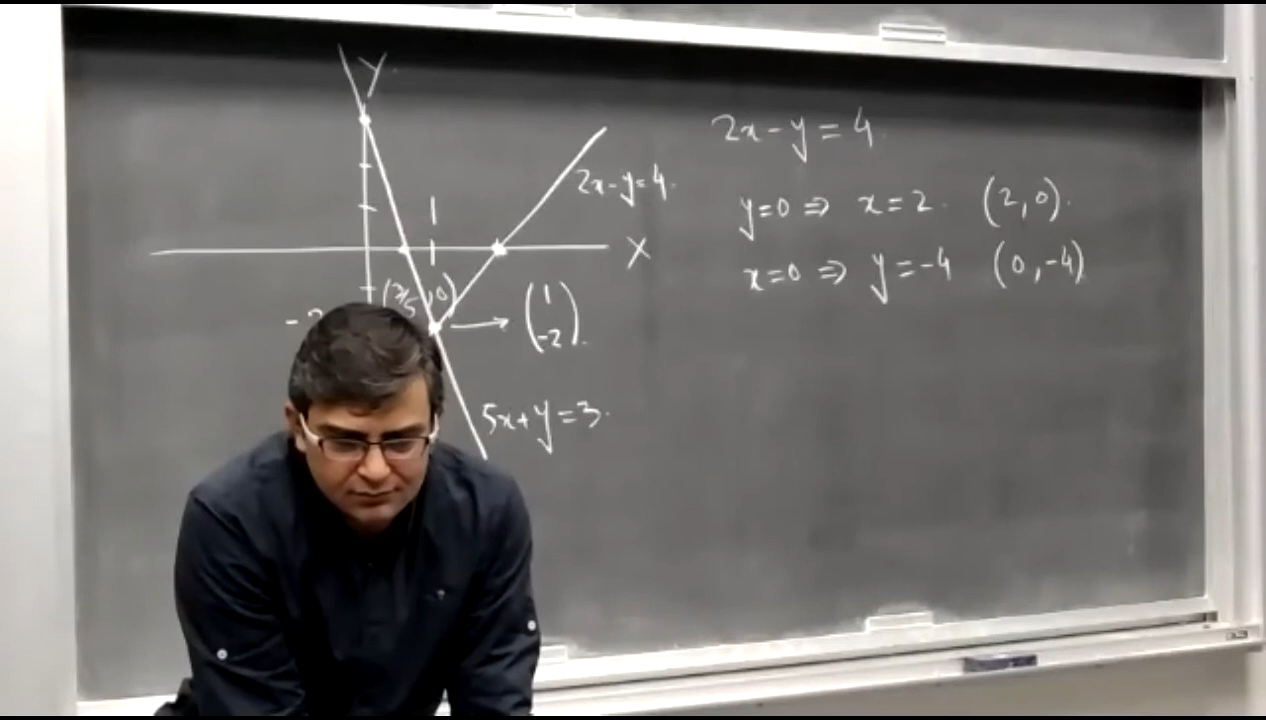 Y
2x - y = 4
1
X
(3/5, 0)
(1
-2)
5x + y = 3
2x - y = 4
y = 0 ⇒ x = 2 (2, 0)
x = 0 ⇒ y = -4 (0, -4)